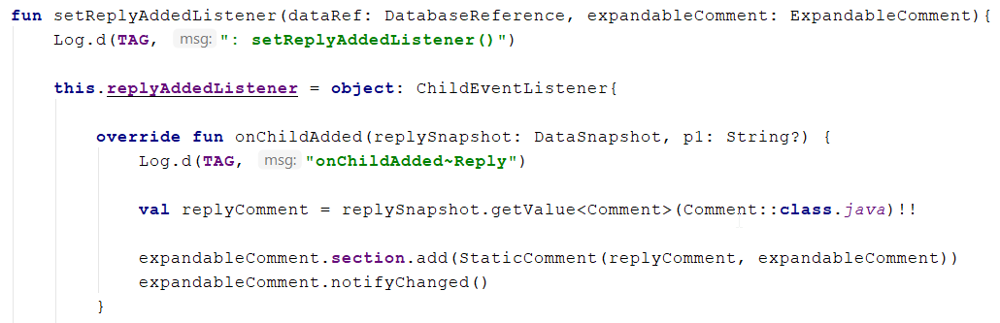 fun setReplyAddedListener(dataRef: DatabaseReference, expandableComment: ExpandableComment){
Log.d(TAG, msg: ": setReplyAddedListener()")
this.replyAddedListener = object: ChildEventListener{
override fun onChildAdded(replySnapshot: DataSnapshot, p1: String?) {
Log.d(TAG, msg: "onChildAdded~Reply")
val replyComment = replySnapshot.getValue<Comment>(Comment::class.java)!!
expandableComment.section.add(StaticComment(replyComment, expandableComment))
expandableComment.notifyChanged()
}